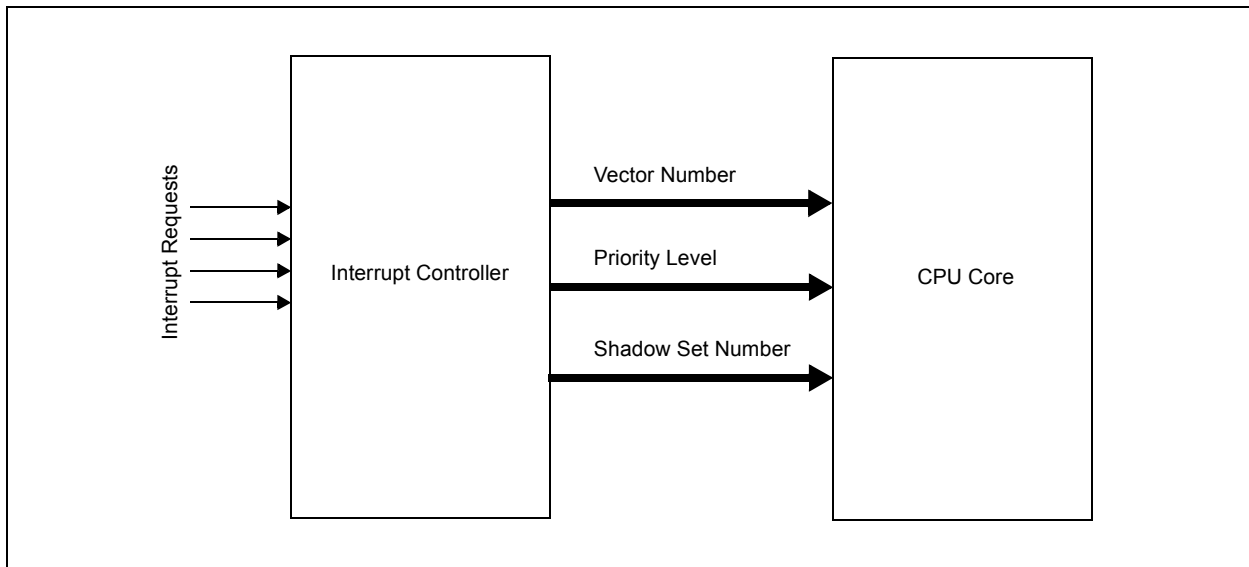 Interrupt Requests
Interrupt Controller
Vector Number
Priority Level
Shadow Set Number
CPU Core